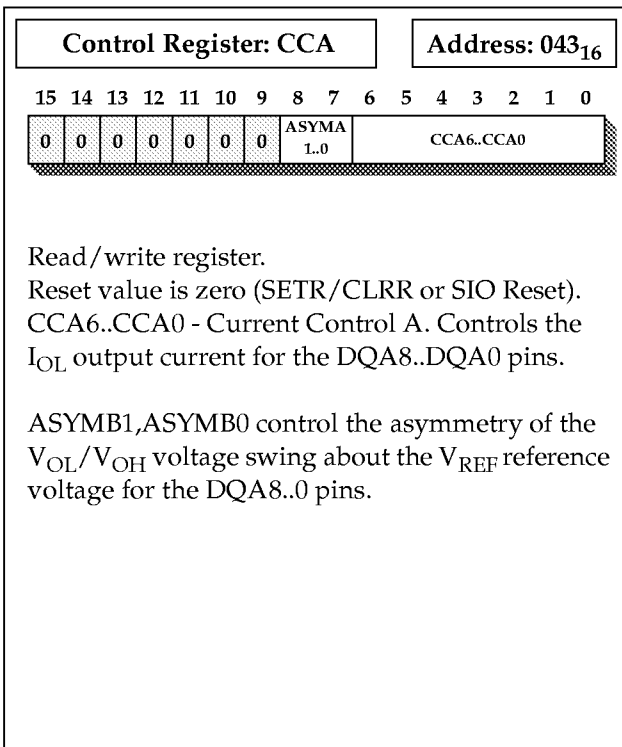 Control Register: CCA
Address: 043₁₆
15 14 13 12 11 10 9 8 7 6 5 4 3 2 1 0
0 0 0 0 0 0 0 ASYMA 1..0 CCA6..CCA0
Read/write register.
Reset value is zero (SETR/CLRR or SIO Reset).
CCA6..CCA0 - Current Control A. Controls the
I_OL output current for the DQA8..DQA0 pins.
ASYMB1,ASYMB0 control the asymmetry of the
V_OL/V_OH voltage swing about the V_REF reference
voltage for the DQA8..0 pins.